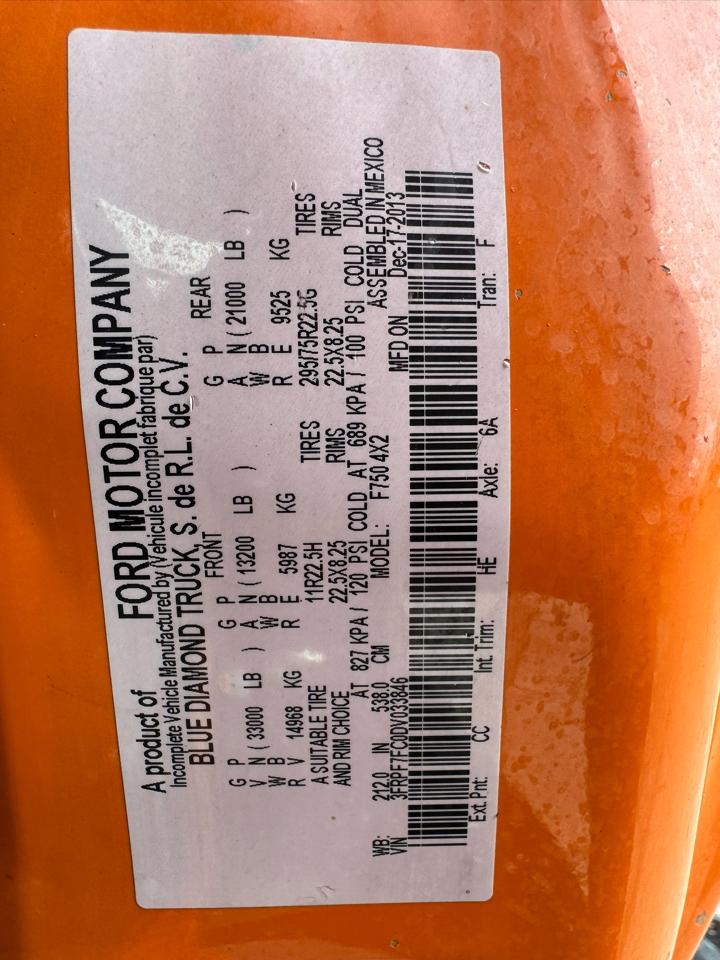 A product of FORD MOTOR COMPANY
Incomplete Vehicle Manufactured by (Vehicule incomplet fabrique par)
BLUE DIAMOND TRUCK, S. de R.L. de C.V.
FRONT REAR
G P G P G P
V N ( 33000 LB ) A N ( 13200 LB ) A N ( 21000 LB )
W B W B W B
R V 14968 KG R E 5987 KG R E 9525 KG
A SUITABLE TIRE 11R22.5H TIRES 295/75R22.5G TIRES
AND RIM CHOICE 22.5X8.25 RIMS 22.5X8.25 RIMS
AT 827 KPA / 120 PSI COLD AT 689 KPA / 100 PSI COLD DUAL
WB: 212.0 IN 538.0 CM MODEL: F750 4X2 ASSEMBLED IN MEXICO
VIN 3FRPF7FC0DV033846 MFD ON Dec-17-2013
Ext. Pnt: CC Int. Trim: HE Axle: 6A Tran: F